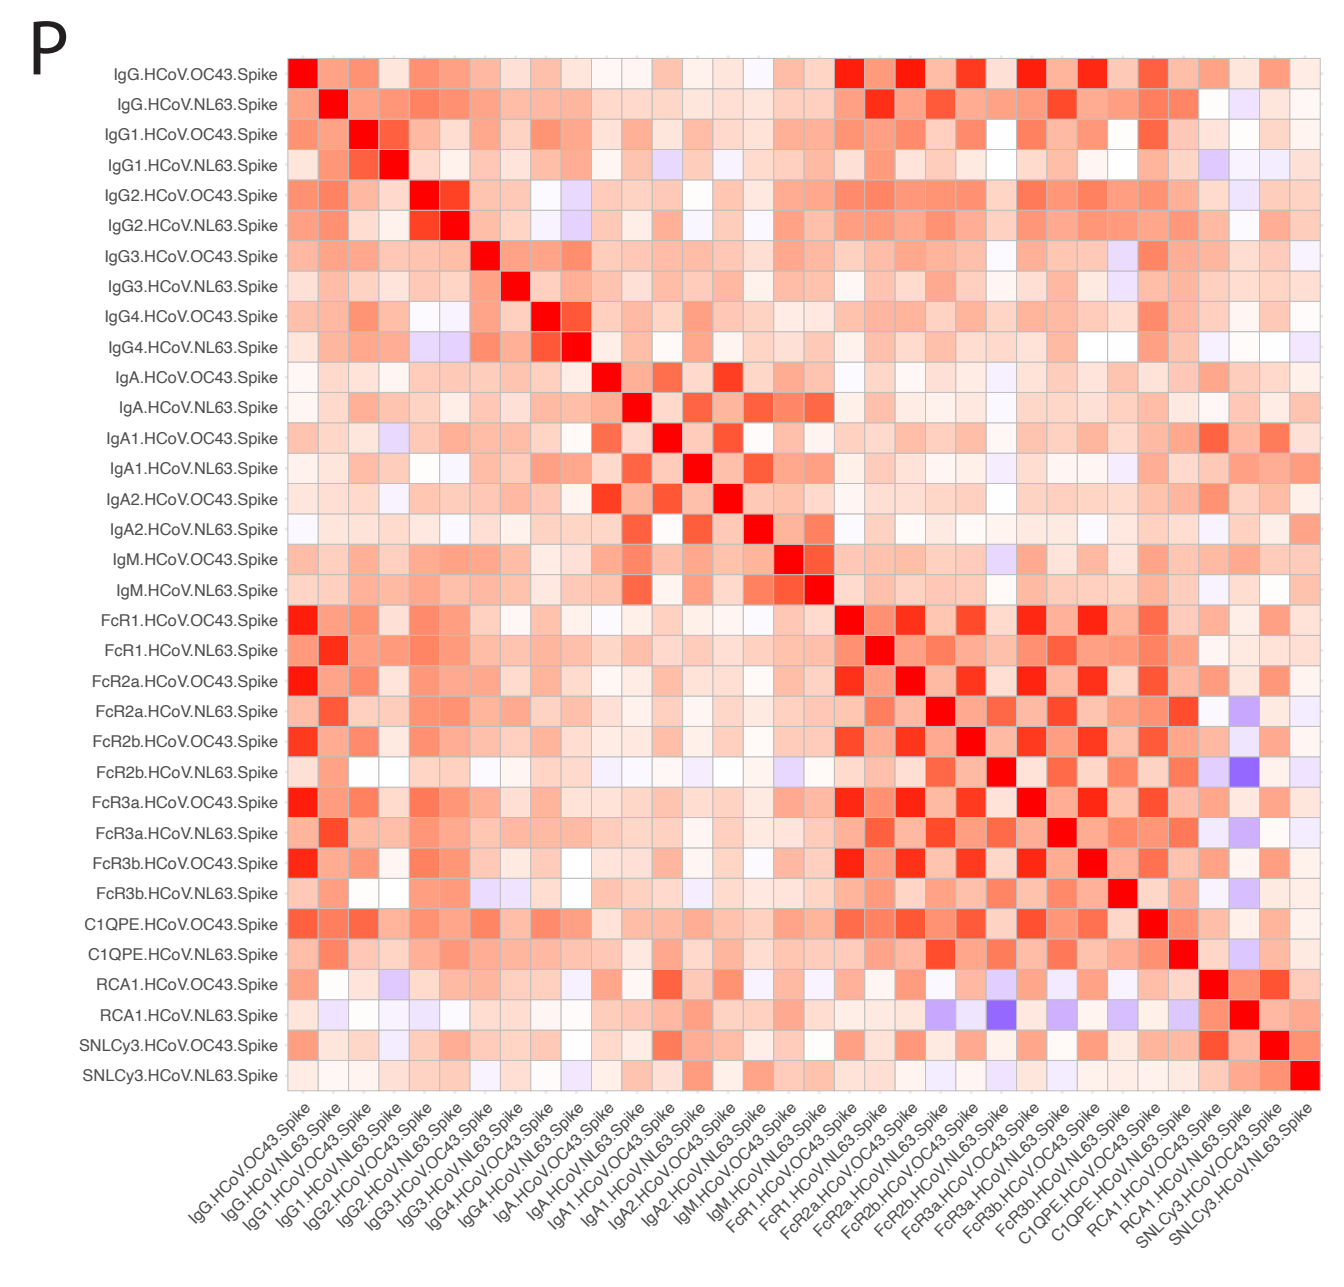 P
IgG.HCoV.OC43.Spike
IgG.HCoV.NL63.Spike
IgG1.HCoV.OC43.Spike
IgG1.HCoV.NL63.Spike
IgG2.HCoV.OC43.Spike
IgG2.HCoV.NL63.Spike
IgG3.HCoV.OC43.Spike
IgG3.HCoV.NL63.Spike
IgG4.HCoV.OC43.Spike
IgG4.HCoV.NL63.Spike
IgA.HCoV.OC43.Spike
IgA.HCoV.NL63.Spike
IgA1.HCoV.OC43.Spike
IgA1.HCoV.NL63.Spike
IgA2.HCoV.OC43.Spike
IgA2.HCoV.NL63.Spike
IgM.HCoV.OC43.Spike
IgM.HCoV.NL63.Spike
FcR1.HCoV.OC43.Spike
FcR1.HCoV.NL63.Spike
FcR2a.HCoV.OC43.Spike
FcR2a.HCoV.NL63.Spike
FcR2b.HCoV.OC43.Spike
FcR2b.HCoV.NL63.Spike
FcR3a.HCoV.OC43.Spike
FcR3a.HCoV.NL63.Spike
FcR3b.HCoV.OC43.Spike
FcR3b.HCoV.NL63.Spike
C1QPE.HCoV.OC43.Spike
C1QPE.HCoV.NL63.Spike
RCA1.HCoV.OC43.Spike
RCA1.HCoV.NL63.Spike
SNLCy3.HCoV.OC43.Spike
SNLCy3.HCoV.NL63.Spike
IgG.HCoV.OC43.Spike
IgG.HCoV.NL63.Spike
IgG1.HCoV.OC43.Spike
IgG1.HCoV.NL63.Spike
IgG2.HCoV.OC43.Spike
IgG2.HCoV.NL63.Spike
IgG3.HCoV.OC43.Spike
IgG3.HCoV.NL63.Spike
IgG4.HCoV.OC43.Spike
IgG4.HCoV.NL63.Spike
IgA.HCoV.OC43.Spike
IgA.HCoV.NL63.Spike
IgA1.HCoV.OC43.Spike
IgA1.HCoV.NL63.Spike
IgA2.HCoV.OC43.Spike
IgA2.HCoV.NL63.Spike
IgM.HCoV.OC43.Spike
IgM.HCoV.NL63.Spike
FcR1.HCoV.OC43.Spike
FcR1.HCoV.NL63.Spike
FcR2a.HCoV.OC43.Spike
FcR2a.HCoV.NL63.Spike
FcR2b.HCoV.OC43.Spike
FcR2b.HCoV.NL63.Spike
FcR3a.HCoV.OC43.Spike
FcR3a.HCoV.NL63.Spike
FcR3b.HCoV.OC43.Spike
FcR3b.HCoV.NL63.Spike
C1QPE.HCoV.OC43.Spike
C1QPE.HCoV.NL63.Spike
RCA1.HCoV.OC43.Spike
RCA1.HCoV.NL63.Spike
SNLCy3.HCoV.OC43.Spike
SNLCy3.HCoV.NL63.Spike